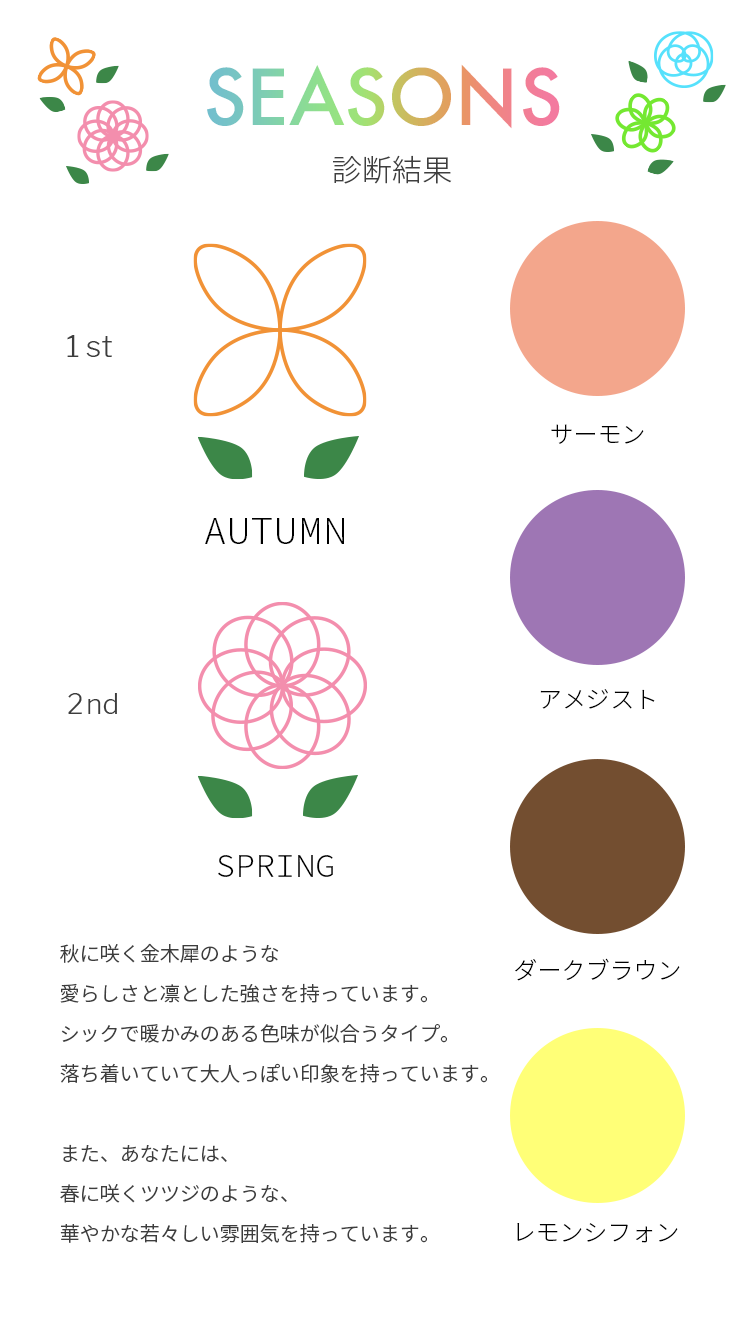 SEASONS
診断結果
1st
AUTUMN
2nd
SPRING
サーモン
アメジスト
ダークブラウン
レモンシフォン
秋に咲く金木犀のような
愛らしさと凛とした強さを持っています。
シックで暖かみのある色味が似合うタイプ。
落ち着いていて大人っぽい印象を持っています。
また、あなたには、
春に咲くツツジのような、
華やかな若々しい雰囲気を持っています。